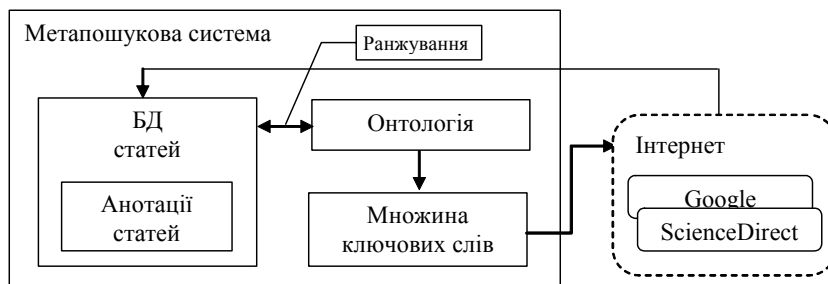 Метапошукова система
Ранжування
БД
статей
Анотації
статей
Онтологія
Множина
ключових слів
Інтернет
Google
ScienceDirect